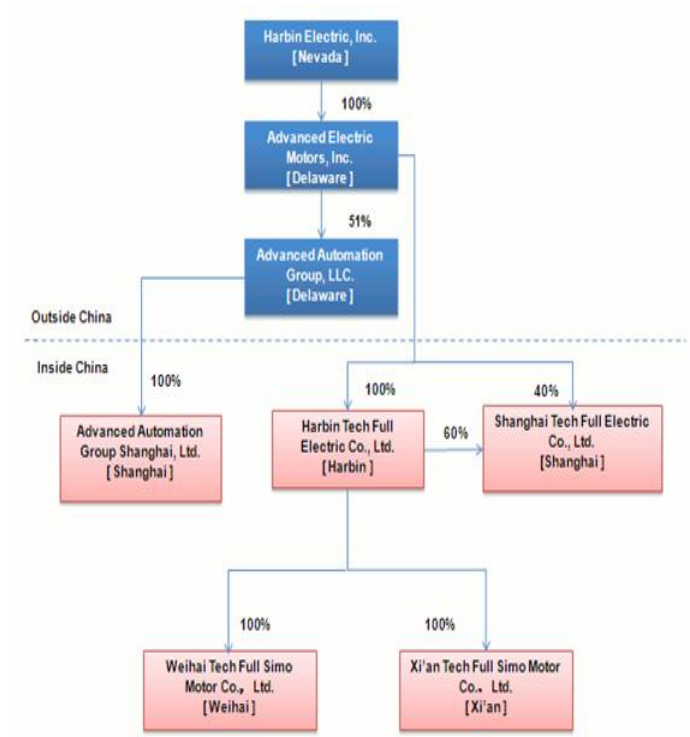 Harbin Electric, Inc.
[Nevada]
100%
Advanced Electric
Motors, Inc.
[Delaware]
51%
Advanced Automation
Group, LLC.
[Delaware]
Outside China
Inside China
100%
100%
40%
Advanced Automation
Group Shanghai, Ltd.
[Shanghai]
Harbin Tech Full
Electric Co., Ltd.
[Harbin]
60%
Shanghai Tech Full Electric
Co., Ltd.
[Shanghai]
100%
100%
Weihai Tech Full Simo
Motor Co., Ltd.
[Weihai]
Xi'an Tech Full Simo Motor
Co.. Ltd.
[Xi'an]